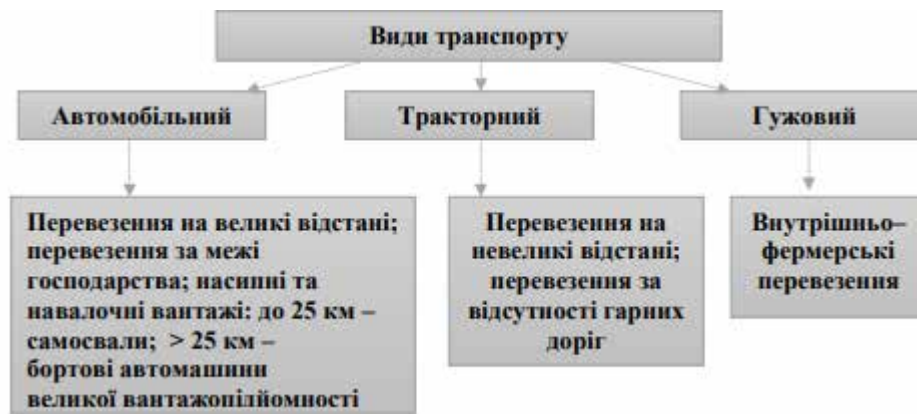 Види транспорту
Автомобільний
Тракторний
Гужовий
Перевезення на великі відстані;
перевезення за межі
господарства; насипні та
навалочні вантажі: до 25 км –
самосвали; > 25 км –
бортові автомашини
великої вантажопідйомності
Перевезення на
невеликі відстані;
перевезення за
відсутності гарних
доріг
Внутрішньо–
фермерські
перевезення